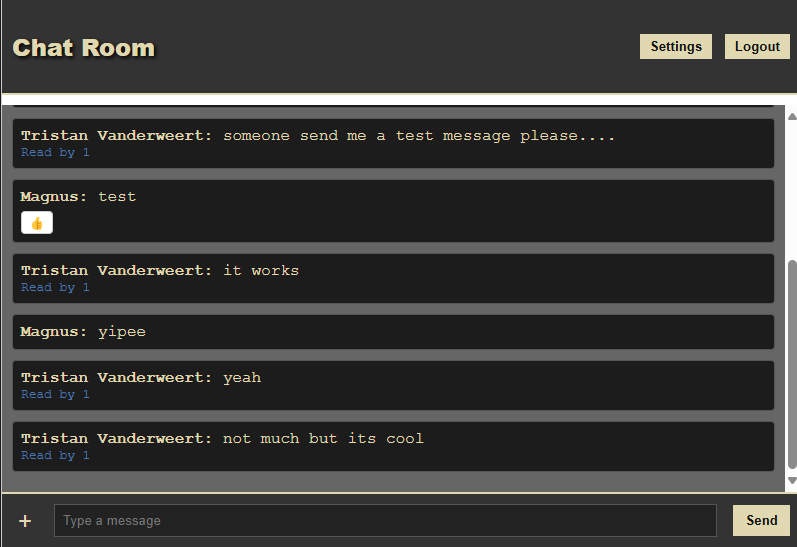 Chat Room
Settings
Logout
Tristan Vanderweert: someone send me a test message please....
Read by 1
Magnus: test
👍
Tristan Vanderweert: it works
Read by 1
Magnus: yipee
Tristan Vanderweert: yeah
Read by 1
Tristan Vanderweert: not much but its cool
Read by 1
+
Type a message
Send